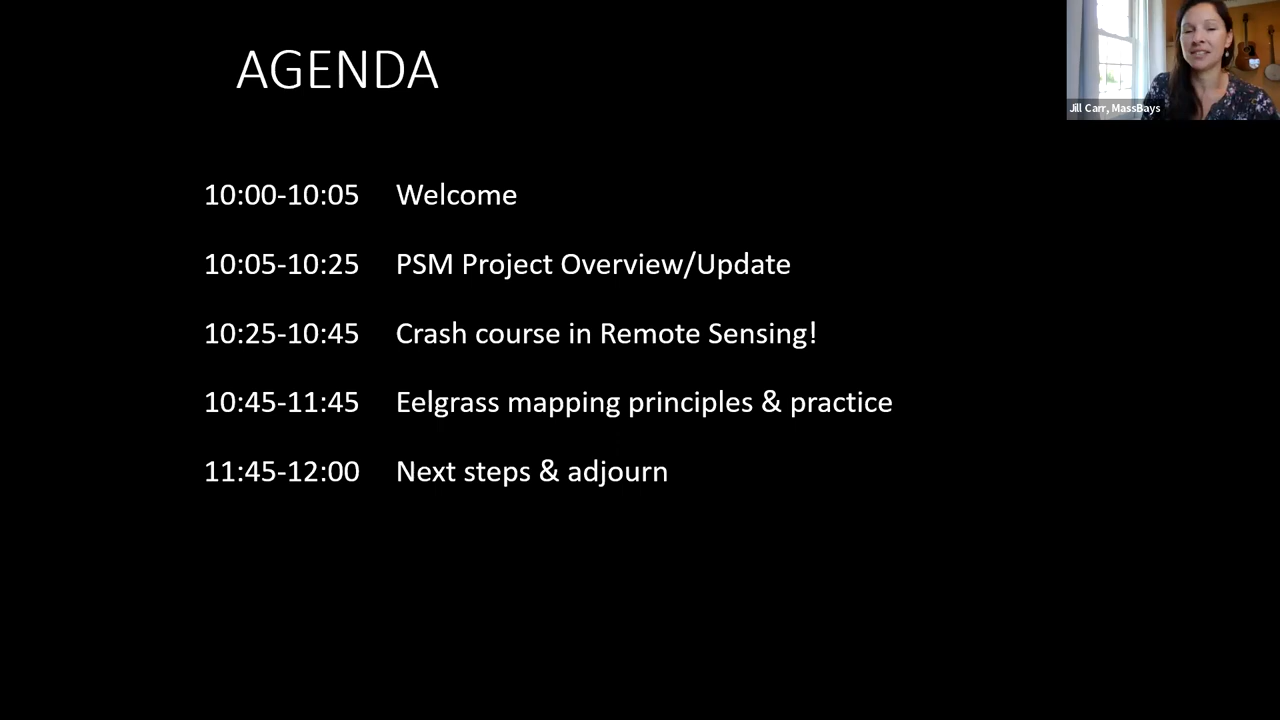 AGENDA
Jill Carr, MassBays
10:00-10:05 Welcome
10:05-10:25 PSM Project Overview/Update
10:25-10:45 Crash course in Remote Sensing!
10:45-11:45 Eelgrass mapping principles & practice
11:45-12:00 Next steps & adjourn